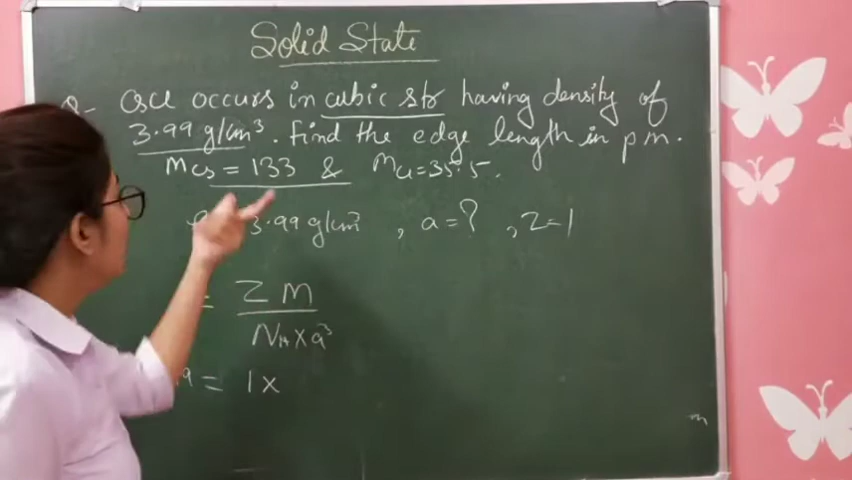 Solid State
Q- CsCl occurs in cubic str having density of
3.99 g/cm³. Find the edge length in pm.
MCs = 133 & MCl = 35.5.
3.99 g/cm³ , a = ? , Z = 1
= Z M
NA x a³
9 = 1 x